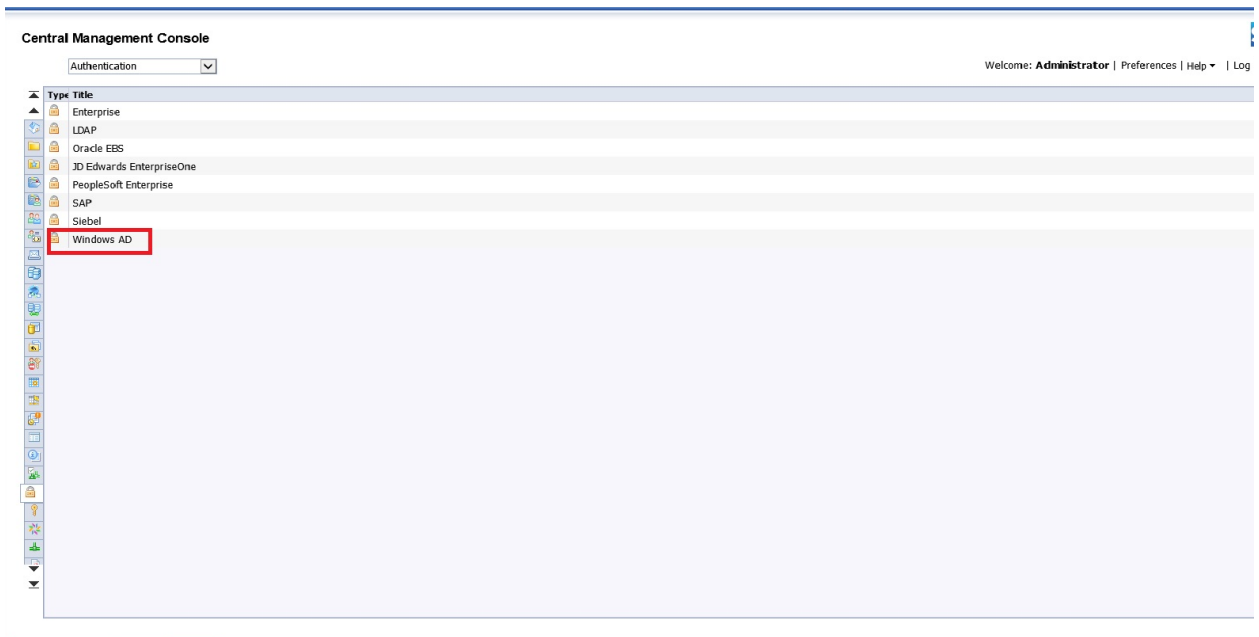 Central Management Console
Authentication
Welcome: Administrator | Preferences | Help | Log
Type Title
Enterprise
LDAP
Oracle EBS
JD Edwards EnterpriseOne
PeopleSoft Enterprise
SAP
Siebel
Windows AD